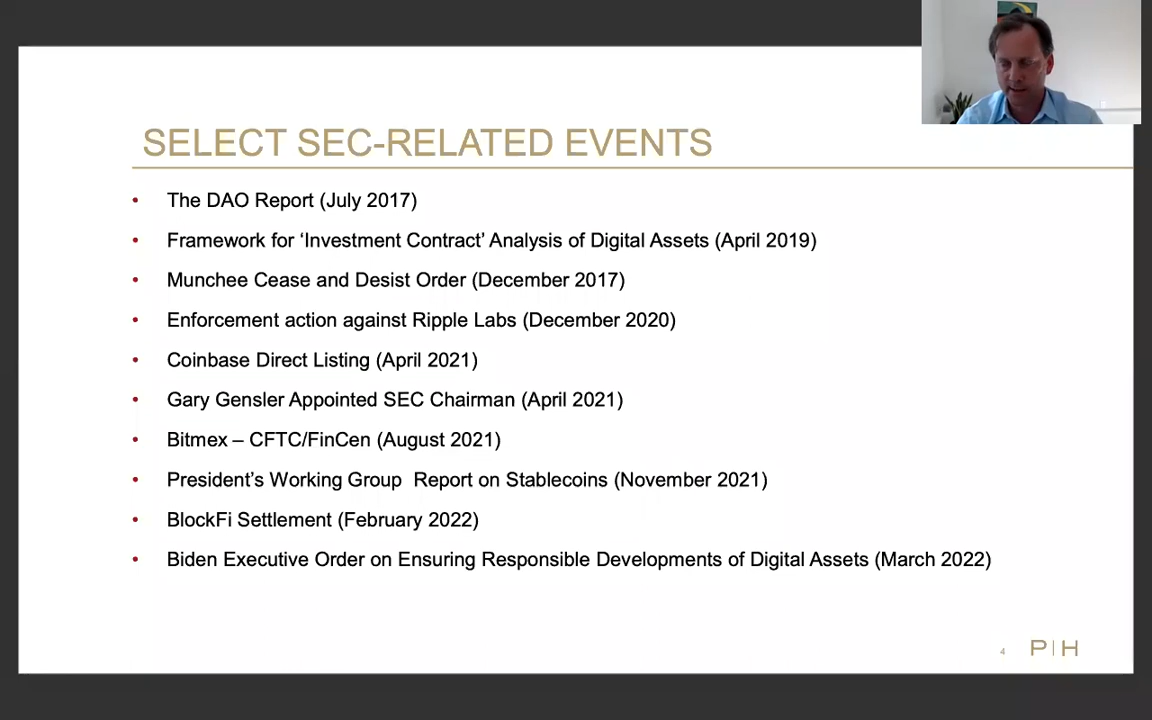 SELECT SEC-RELATED EVENTS
• The DAO Report (July 2017)
• Framework for ‘Investment Contract’ Analysis of Digital Assets (April 2019)
• Munchee Cease and Desist Order (December 2017)
• Enforcement action against Ripple Labs (December 2020)
• Coinbase Direct Listing (April 2021)
• Gary Gensler Appointed SEC Chairman (April 2021)
• Bitmex – CFTC/FinCen (August 2021)
• President’s Working Group  Report on Stablecoins (November 2021)
• BlockFi Settlement (February 2022)
• Biden Executive Order on Ensuring Responsible Developments of Digital Assets (March 2022)
4 P|H